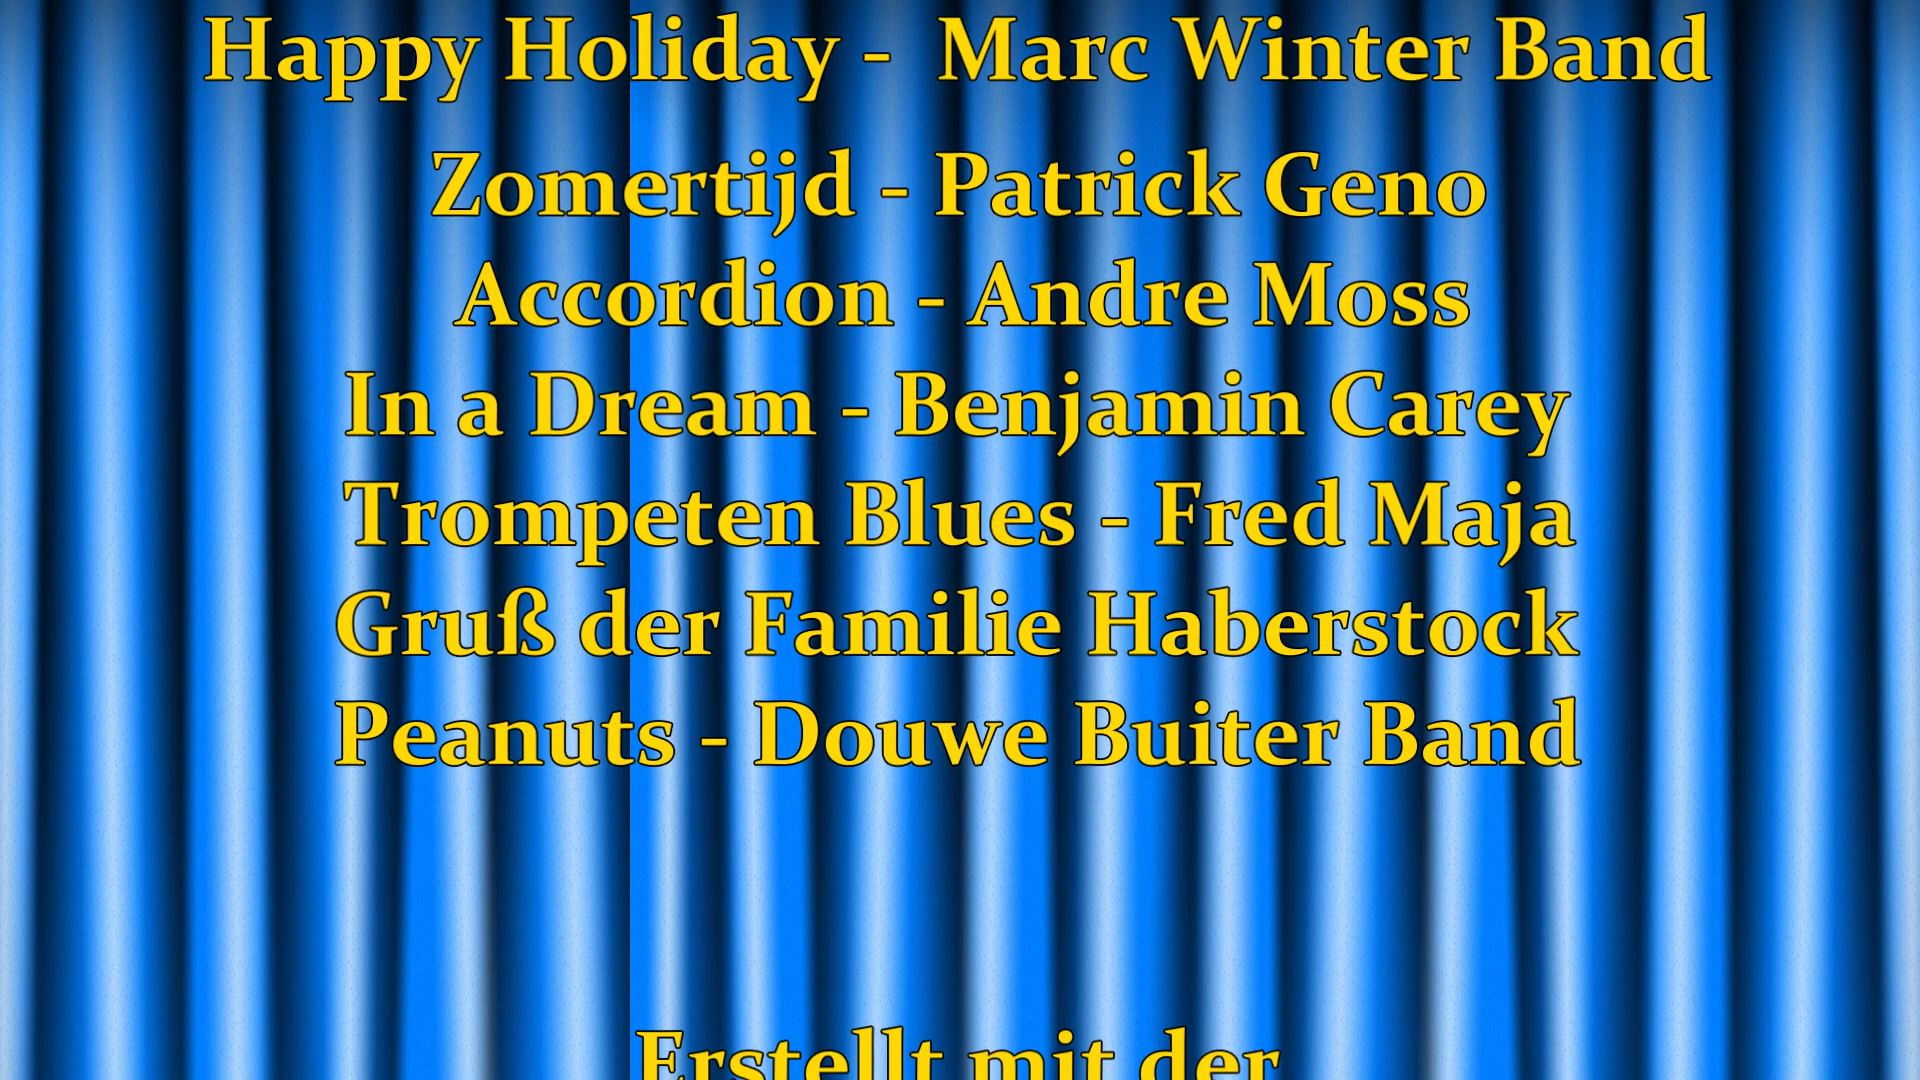 Happy Holiday - Marc Winter Band
Zomertijd - Patrick Geno
Accordion - Andre Moss
In a Dream - Benjamin Carey
Trompeten Blues - Fred Maja
Gruß der Familie Haberstock
Peanuts - Douwe Buiter Band
Erstellt mit der